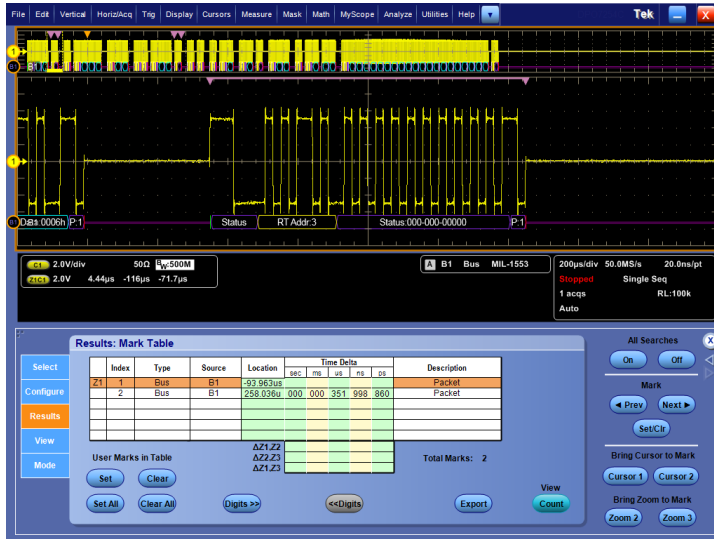 File Edit Vertical Horiz/Acq Trig Display Cursors Measure Mask Math MyScope Analyze Utilities Help Tek X
1
B1 B1
1
B1 Data:0006h P:1 Status RT Addr:3 Status:000-000-00000 P:1
C1 2.0V/div 50Ω BW:500M A B1 Bus MIL-1553 200µs/div 50.0MS/s 20.0ns/pt
Z1C1 2.0V 4.44µs -116µs -71.7µs Stopped Single Seq
1 acqs RL:100k
Auto
Results: Mark Table
Select
Configure
Results
View
Mode
Index Type Source Location Time Delta Description
sec ms µs ns ps
Z1 1 Bus B1 -93.963us Packet
2 Bus B1 258.036u 000 000 351 998 860 Packet
ΔZ1,Z2
ΔZ2,Z3
ΔZ1,Z3
User Marks in Table
Total Marks: 2
Set Clear
Set All Clear All Digits >> <<Digits Export
View
Count
All Searches
On Off
X
Mark
◄ Prev Next ►
Set/Clr
Bring Cursor to Mark
Cursor 1 Cursor 2
Bring Zoom to Mark
Zoom 2 Zoom 3